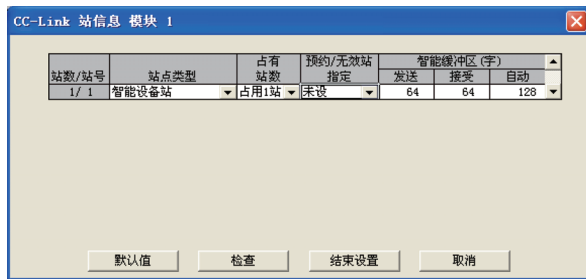 CC-Link 站信息 模块 1
占有 预约/无效站 智能缓冲区(字)
站数/站号 站点类型 站数 指定 发送 接受 自动
1/ 1 智能设备站 占用1站 未设 64 64 128
默认值 检查 结束设置 取消